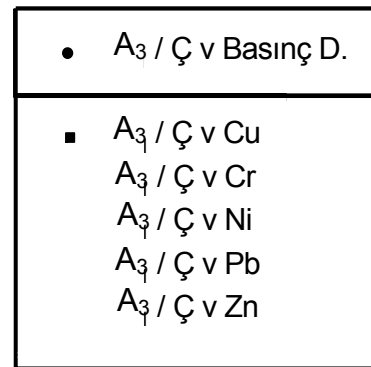 • A₃ / Ç v Basınç D.
▪ A₃ / Ç v Cu
A₃ / Ç v Cr
A₃ / Ç v Ni
A₃ / Ç v Pb
A₃ / Ç v Zn